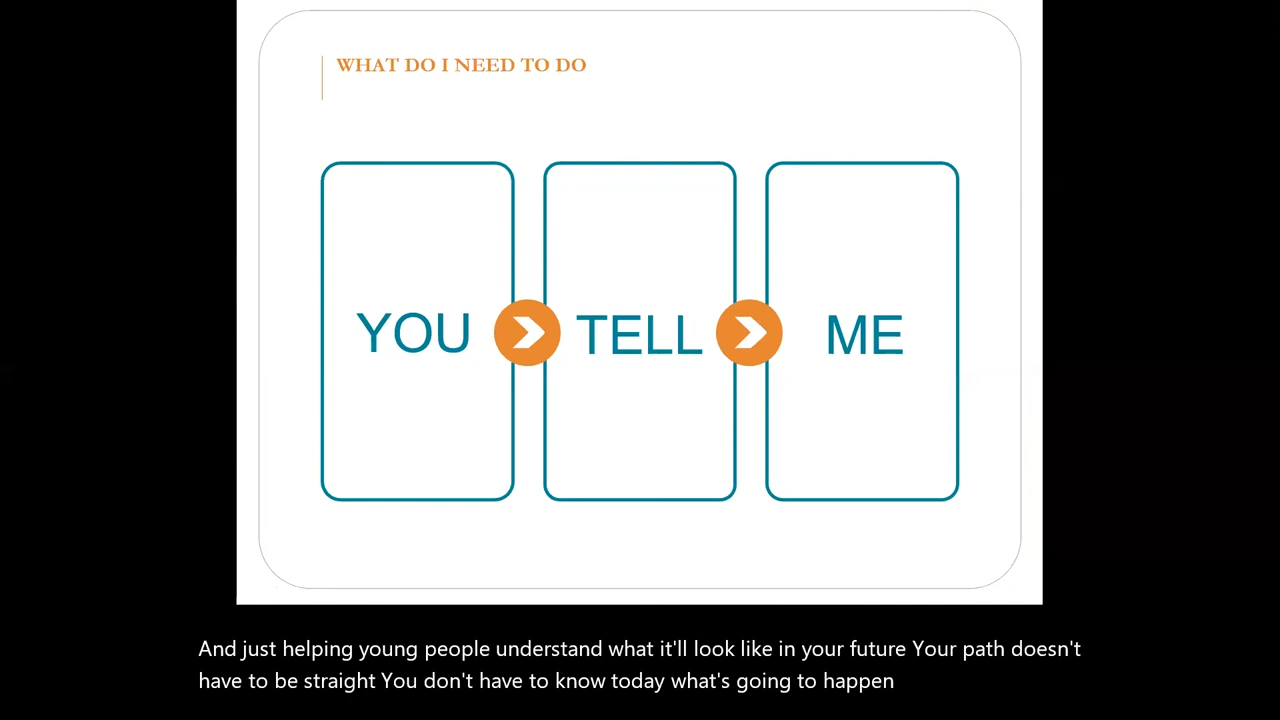 WHAT DO I NEED TO DO
YOU TELL ME
And just helping young people understand what it'll look like in your future Your path doesn't
have to be straight You don't have to know today what's going to happen